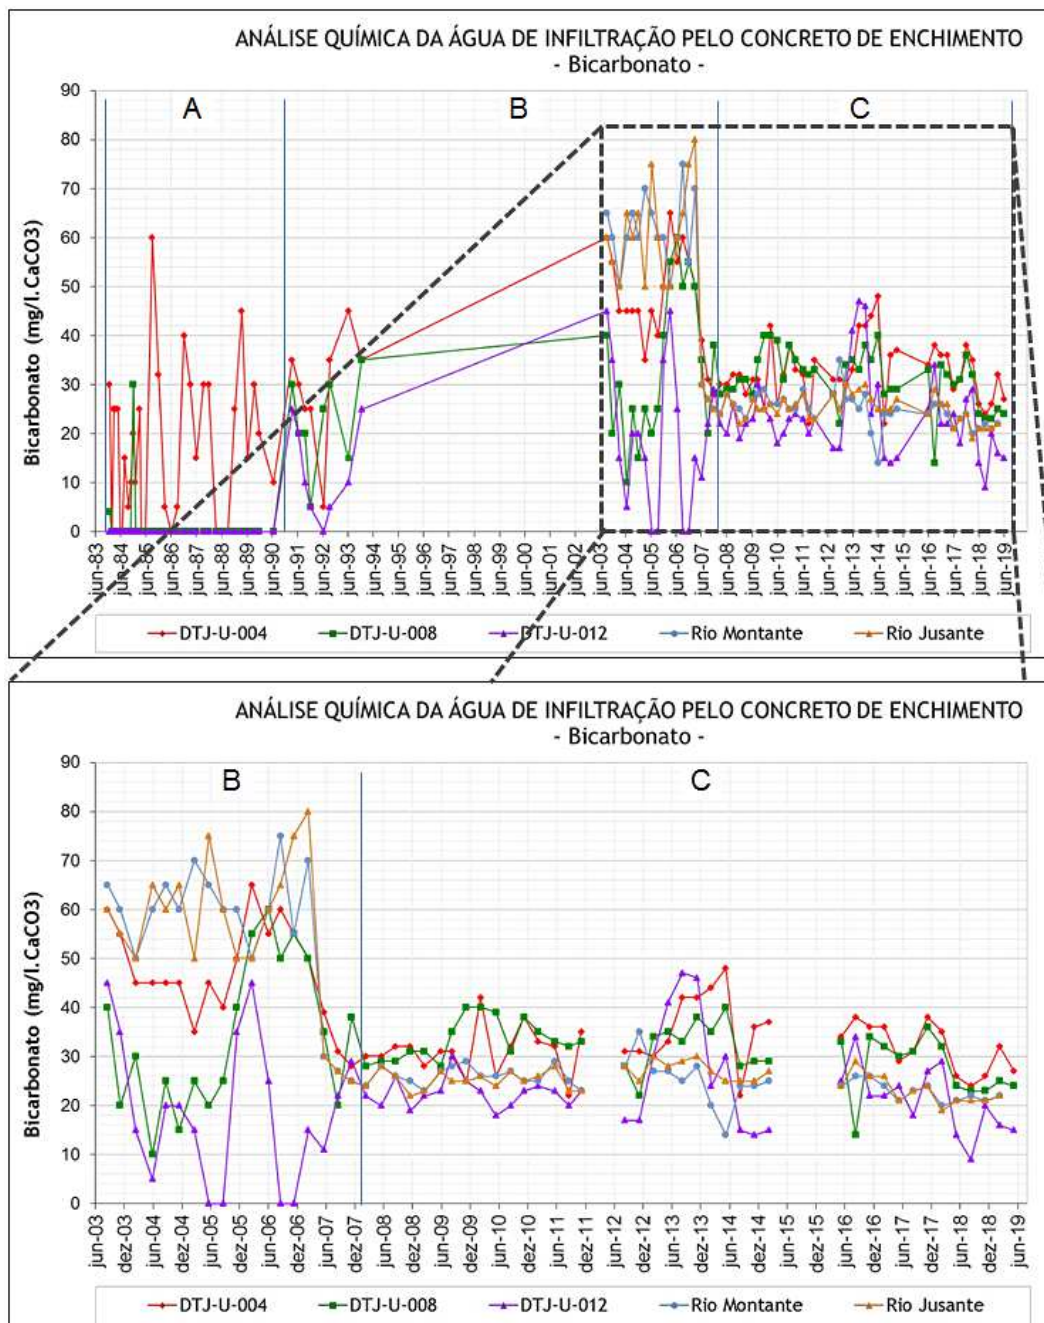 ANÁLISE QUÍMICA DA ÁGUA DE INFILTRAÇÃO PELO CONCRETO DE ENCHIMENTO
- Bicarbonato -
A B C
Bicarbonato (mg/l.CaCO3)
90
80
70
60
50
40
30
20
10
0
jun-83 jun-84 jun-85 jun-86 jun-87 jun-88 jun-89 jun-90 jun-91 jun-92 jun-93 jun-94 jun-95 jun-96 jun-97 jun-98 jun-99 jun-00 jun-01 jun-02 jun-03 jun-04 jun-05 jun-06 jun-07 jun-08 jun-09 jun-10 jun-11 jun-12 jun-13 jun-14 jun-15 jun-16 jun-17 jun-18 jun-19
DTJ-U-004 DTJ-U-008 DTJ-U-012 Rio Montante Rio Jusante
ANÁLISE QUÍMICA DA ÁGUA DE INFILTRAÇÃO PELO CONCRETO DE ENCHIMENTO
- Bicarbonato -
B C
Bicarbonato (mg/l.CaCO3)
90
80
70
60
50
40
30
20
10
0
jun-03 dez-03 jun-04 dez-04 jun-05 dez-05 jun-06 dez-06 jun-07 dez-07 jun-08 dez-08 jun-09 dez-09 jun-10 dez-10 jun-11 dez-11 jun-12 dez-12 jun-13 dez-13 jun-14 dez-14 jun-15 dez-15 jun-16 dez-16 jun-17 dez-17 jun-18 dez-18 jun-19
DTJ-U-004 DTJ-U-008 DTJ-U-012 Rio Montante Rio Jusante